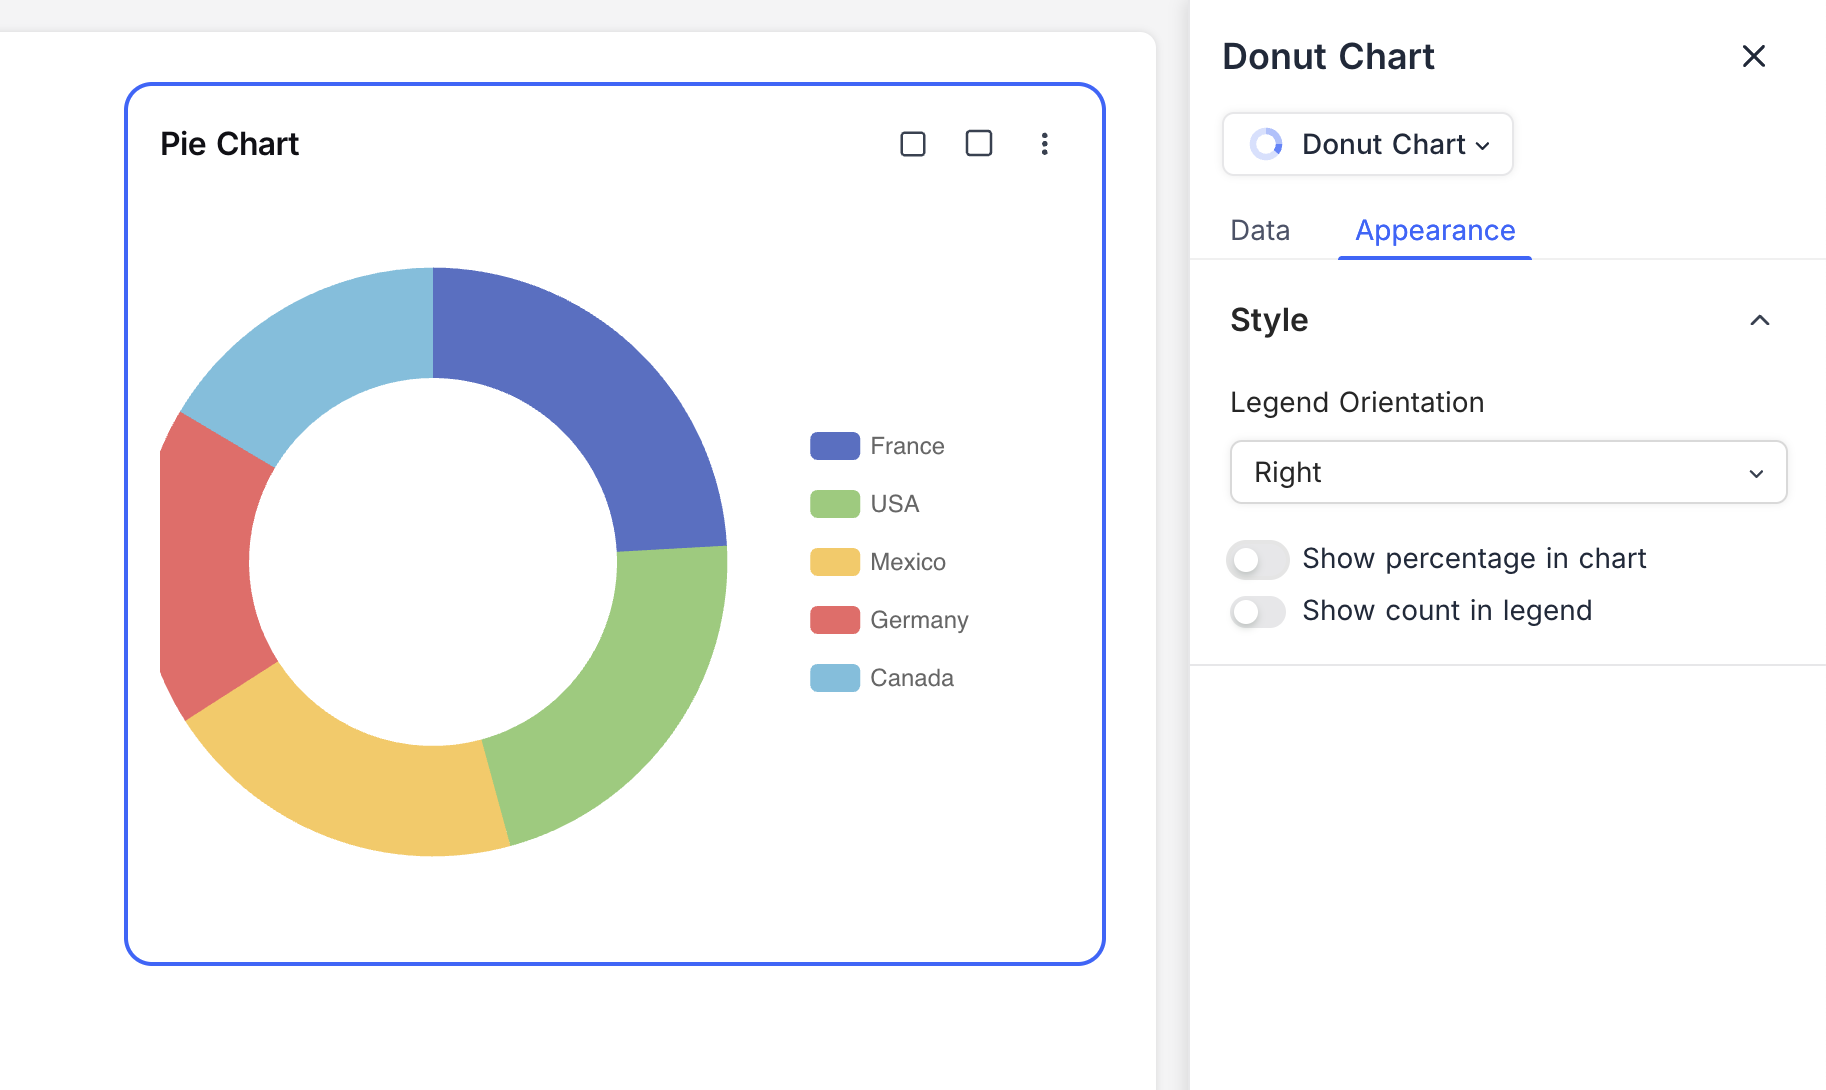 Pie Chart
France
USA
Mexico
Germany
Canada
Donut Chart
Donut Chart
Data
Appearance
Style
Legend Orientation
Right
Show percentage in chart
Show count in legend